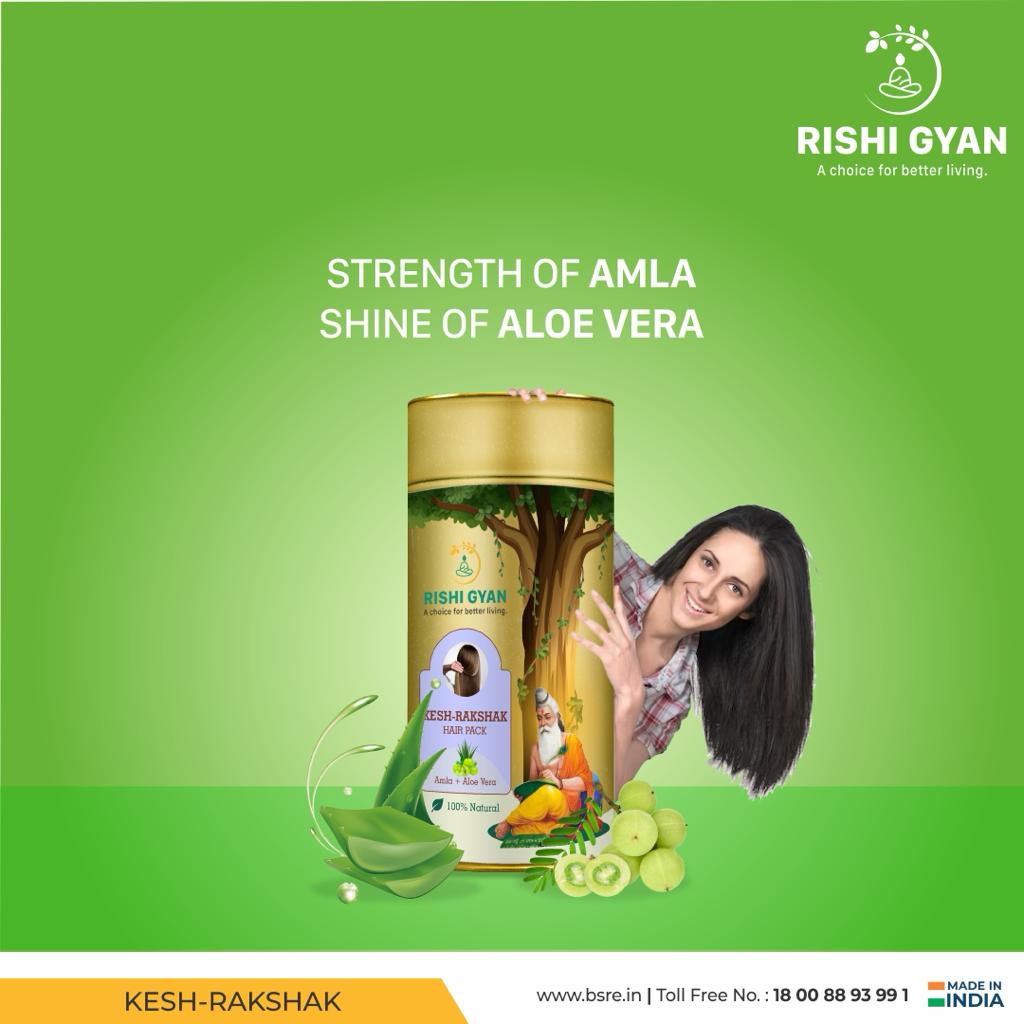 RISHI GYAN
A choice for better living.
STRENGTH OF AMLA
SHINE OF ALOE VERA
RISHI GYAN
A choice for better living.
KESH-RAKSHAK
HAIR PACK
Amla + Aloe Vera
100% Natural
KESH-RAKSHAK
www.bsre.in | Toll Free No. : 18 00 88 93 99 1
MADE IN
INDIA